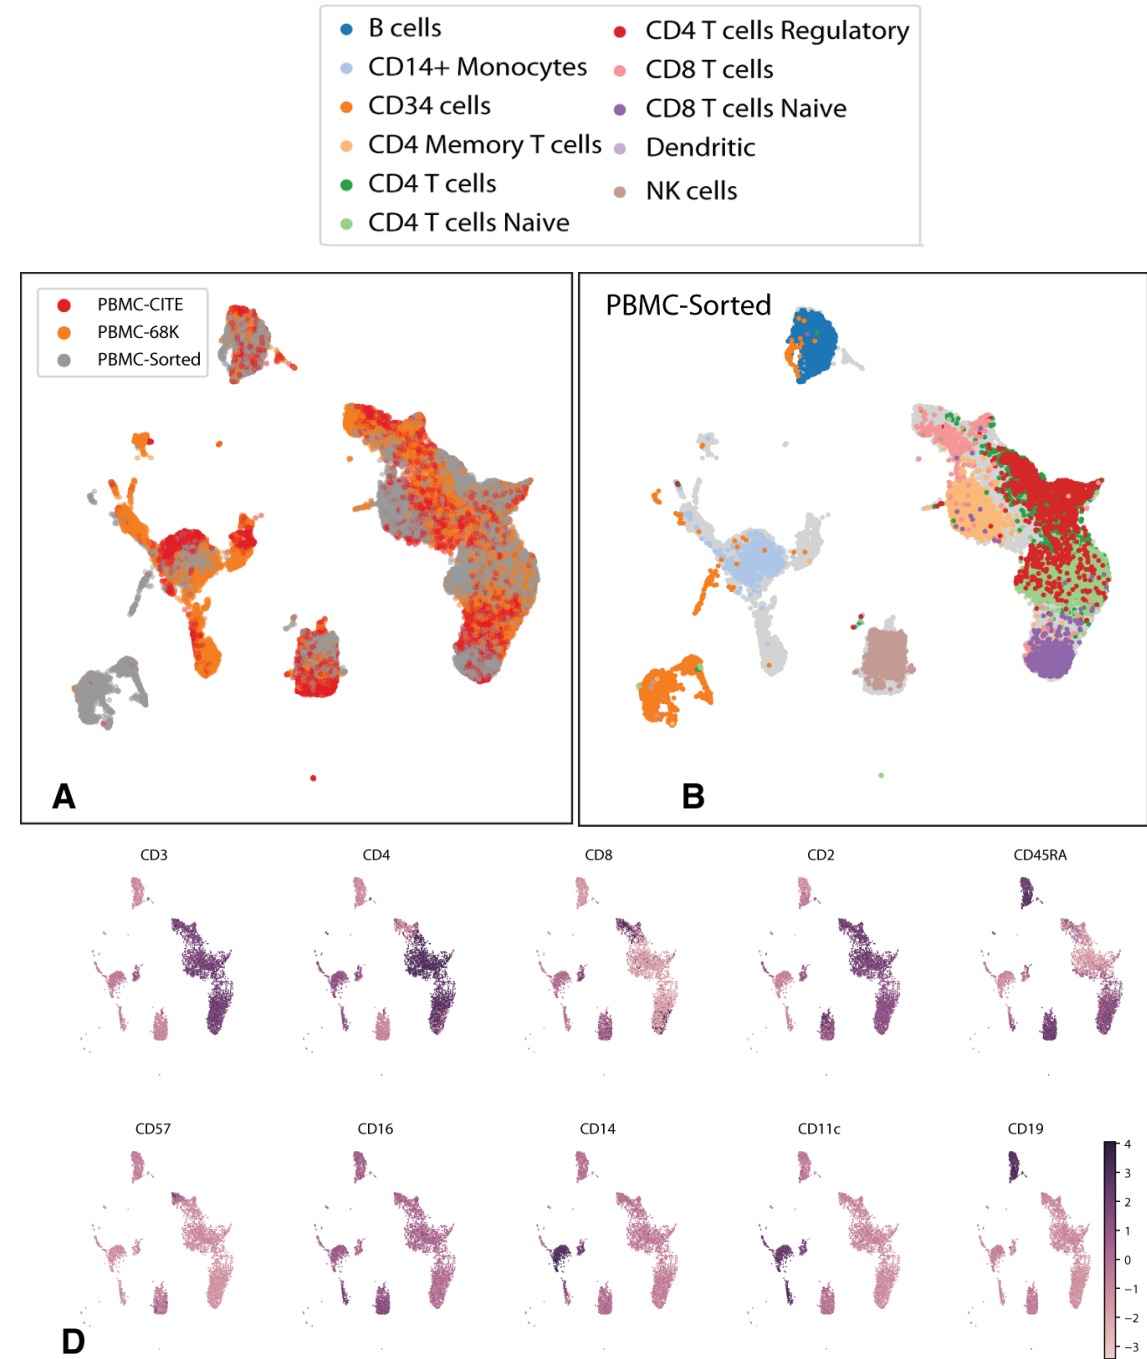 B cells
CD14+ Monocytes
CD34 cells
CD4 Memory T cells
CD4 T cells
CD4 T cells Naive
CD4 T cells Regulatory
CD8 T cells
CD8 T cells Naive
Dendritic
NK cells
PBMC-CITE
PBMC-68K
PBMC-Sorted
A
PBMC-Sorted
B
CD3
CD4
CD8
CD2
CD45RA
CD57
CD16
CD14
CD11c
CD19
4
3
2
1
0
−1
−2
−3
D